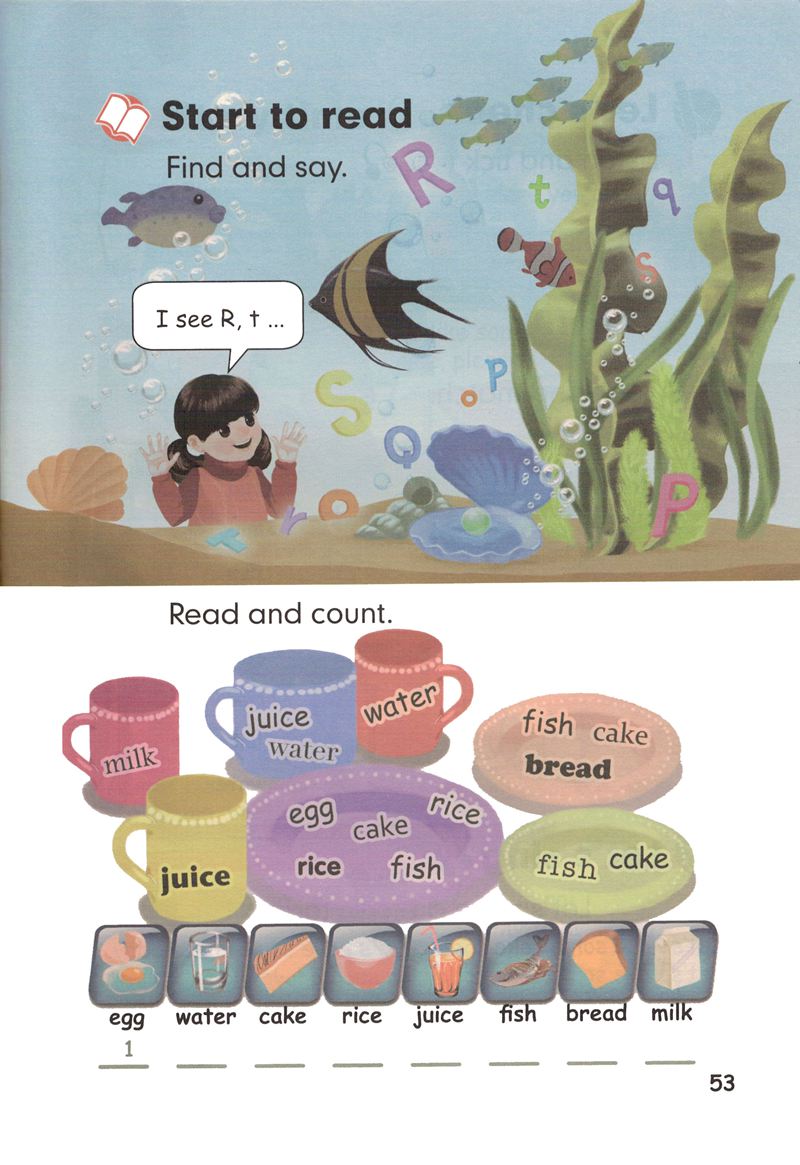 Start to read
Find and say.
R
t
q
s
I see R, t ...
p
o
S
Q
P
O
r
T
Read and count.
milk
juice
water
water
fish cake
bread
juice
egg
cake
rice
rice
fish
fish cake
egg water cake rice juice fish bread milk
1
53